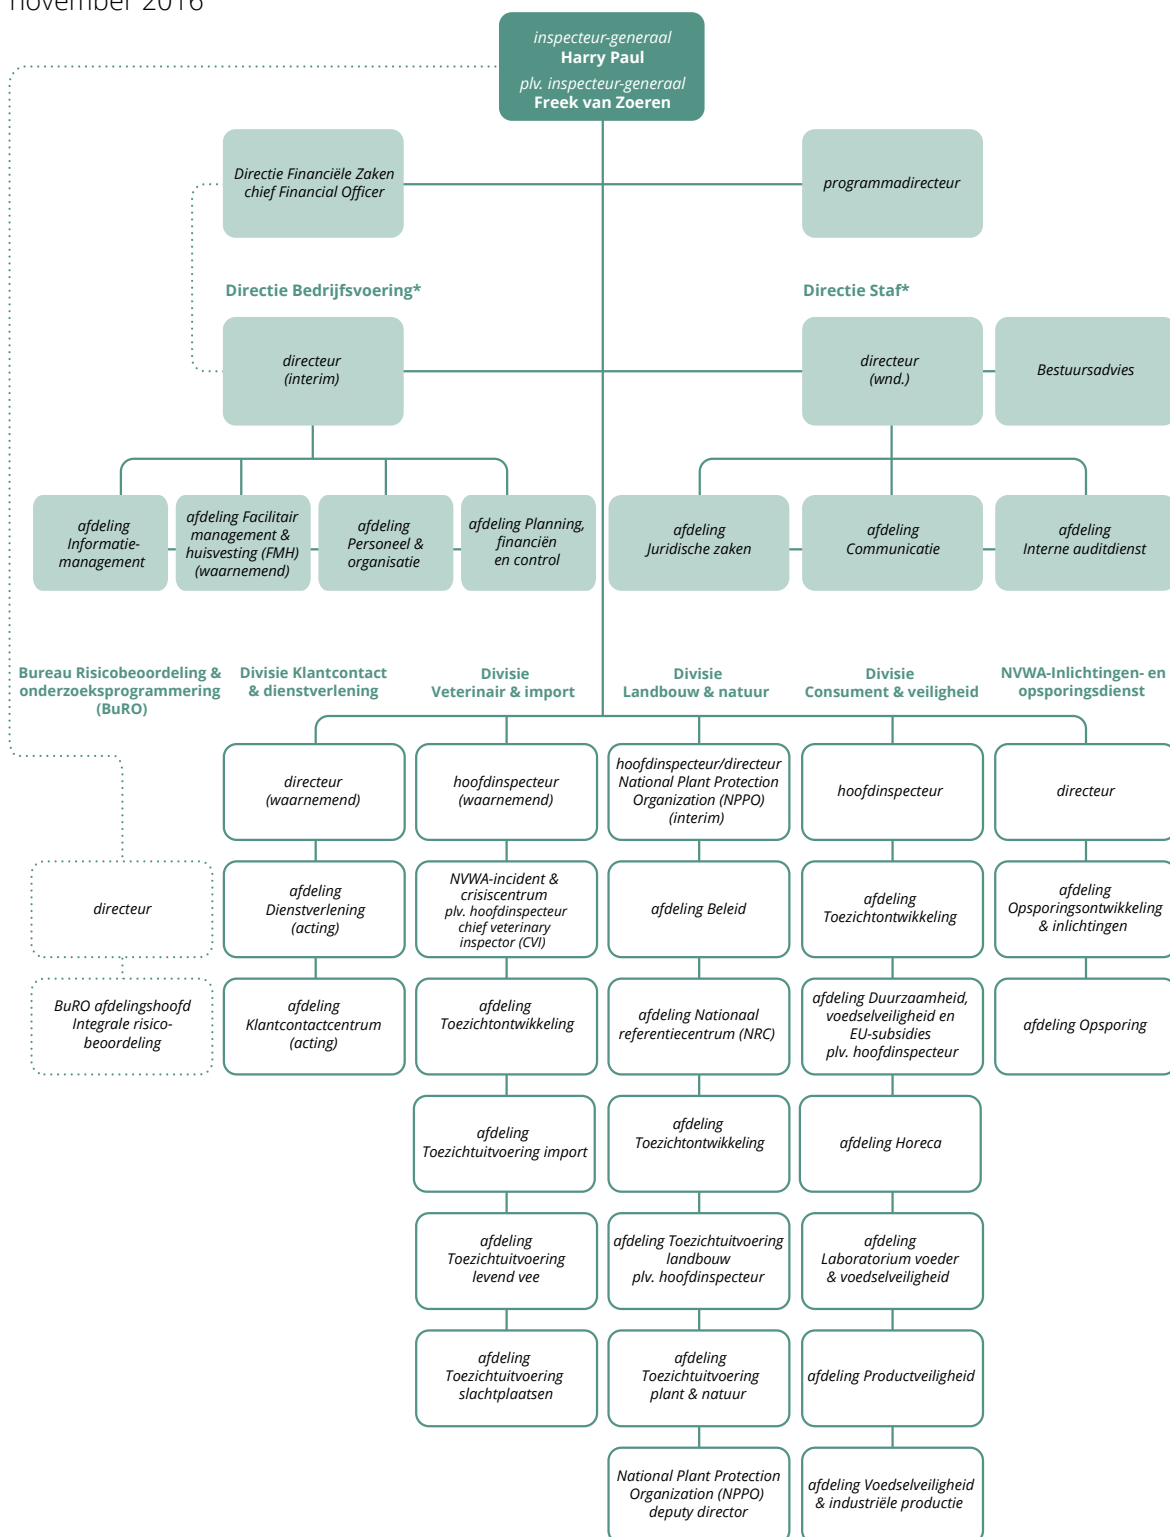 november 2016
inspecteur-generaal
Harry Paul
plv. inspecteur-generaal
Freek van Zoeren
Directie Financiële Zaken
chief Financial Officer
programmadirecteur
Directie Bedrijfsvoering*
Directie Staf*
directeur
(interim)
directeur
(wnd.)
Bestuursadvies
afdeling
Informatie-
management
afdeling Facilitair
management &
huisvesting (FMH)
(waarnemend)
afdeling
Personeel &
organisatie
afdeling Planning,
financiën
en control
afdeling
Juridische zaken
afdeling
Communicatie
afdeling
Interne auditdienst
Bureau Risicobeoordeling &
onderzoeksprogrammering
(BuRO)
Divisie Klantcontact
& dienstverlening
Divisie
Veterinair & import
Divisie
Landbouw & natuur
Divisie
Consument & veiligheid
NVWA-Inlichtingen- en
opsporingsdienst
directeur
(waarnemend)
hoofdinspecteur
(waarnemend)
hoofdinspecteur/directeur
National Plant Protection
Organization (NPPO)
(interim)
hoofdinspecteur
directeur
directeur
afdeling
Dienstverlening
(acting)
NVWA-incident &
crisiscentrum
plv. hoofdinspecteur
chief veterinary
inspector (CVI)
afdeling Beleid
afdeling
Toezichtontwikkeling
afdeling
Opsporingsontwikkeling
& inlichtingen
BuRO afdelingshoofd
Integrale risico-
beoordeling
afdeling
Klantcontactcentrum
(acting)
afdeling
Toezichtontwikkeling
afdeling Nationaal
referentiecentrum (NRC)
afdeling Duurzaamheid,
voedselveiligheid en
EU-subsidies
plv. hoofdinspecteur
afdeling Opsporing
afdeling
Toezichtuitvoering import
afdeling
Toezichtontwikkeling
afdeling Horeca
afdeling
Toezichtuitvoering
levend vee
afdeling Toezichtuitvoering
landbouw
plv. hoofdinspecteur
afdeling
Laboratorium voeder
& voedselveiligheid
afdeling
Toezichtuitvoering
slachtplaatsen
afdeling
Toezichtuitvoering
plant & natuur
afdeling Productveiligheid
National Plant Protection
Organization (NPPO)
deputy director
afdeling Voedselveiligheid
& industriële productie